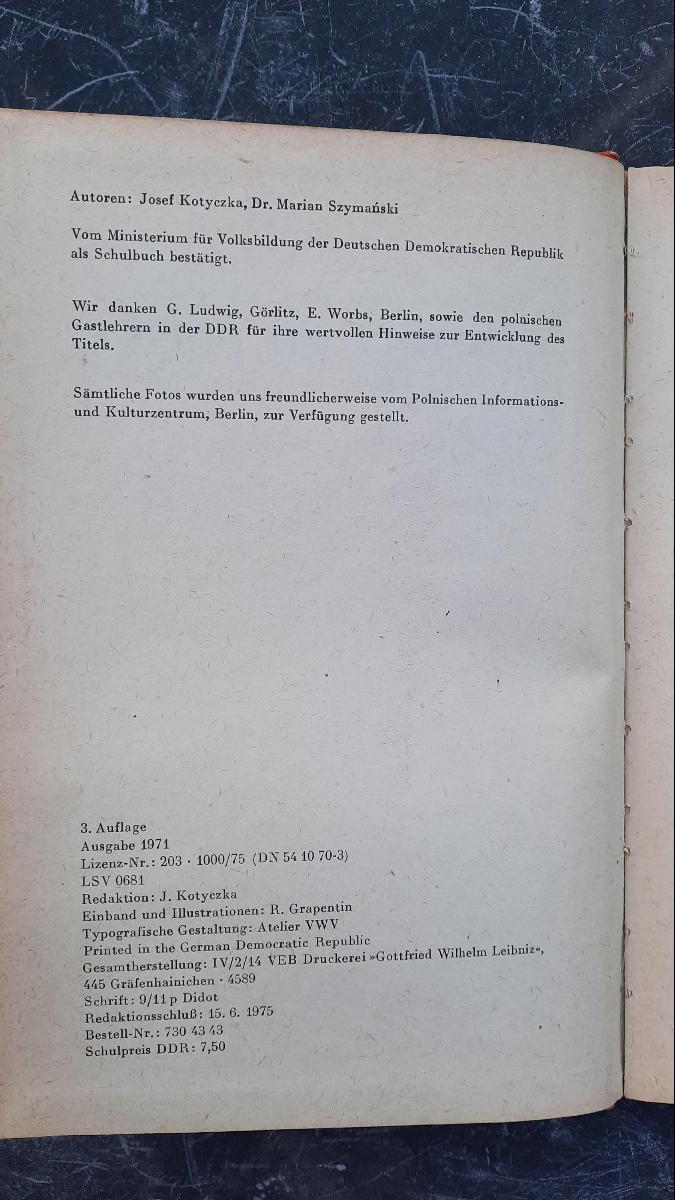 Autoren: Josef Kotyczka, Dr. Marian Szymański
Vom Ministerium für Volksbildung der Deutschen Demokratischen Republik
als Schulbuch bestätigt.
Wir danken G. Ludwig, Görlitz, E. Worbs, Berlin, sowie den polnischen
Gastlehrern in der DDR für ihre wertvollen Hinweise zur Entwicklung des
Titels.
Sämtliche Fotos wurden uns freundlicherweise vom Polnischen Informations-
und Kulturzentrum, Berlin, zur Verfügung gestellt.
3. Auflage
Ausgabe 1971
Lizenz-Nr.: 203 · 1000/75 (DN 54 10 70-3)
LSV 0681
Redaktion: J. Kotyczka
Einband und Illustrationen: R. Grapentin
Typografische Gestaltung: Atelier VWV
Printed in the German Democratic Republic
Gesamtherstellung: IV/2/14 VEB Druckerei »Gottfried Wilhelm Leibniz«,
445 Gräfenhainichen · 4589
Schrift: 9/11 p Didot
Redaktionsschluß: 15. 6. 1975
Bestell-Nr.: 730 43 43
Schulpreis DDR: 7,50